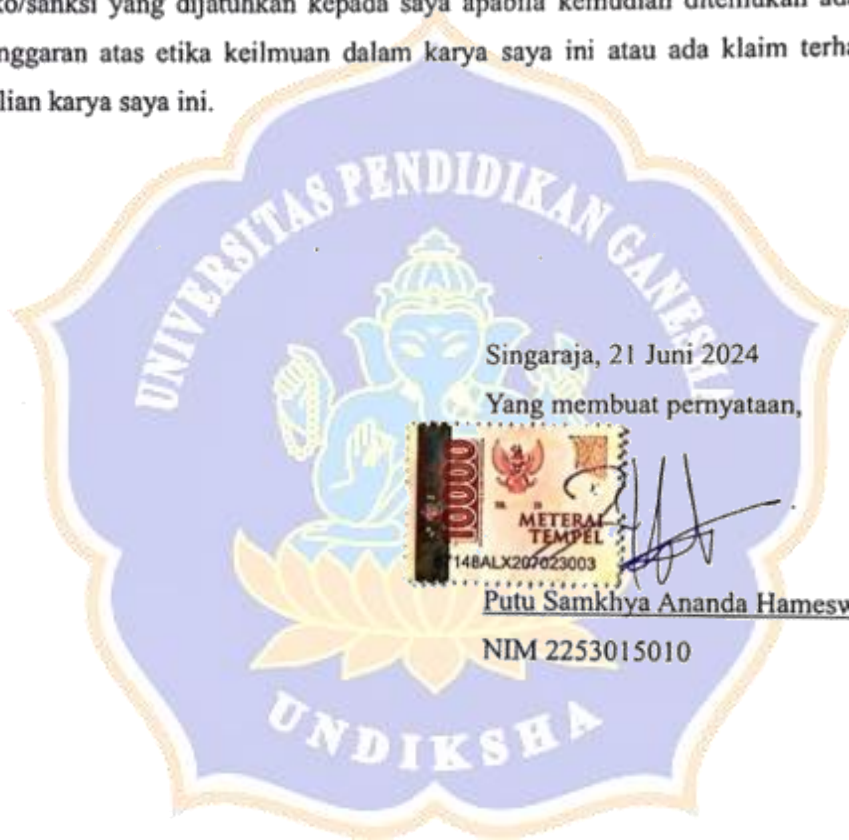 ko/sanksi yang dijatuhkan kepada saya apabila kemudian ditemukan
nggaran atas etika keilmuan dalam karya saya ini atau ada klaim terha
lian karya saya ini.
UNIVERSITAS PENDIDIKAN GANESHA
Singaraja, 21 Juni 2024
Yang membuat pernyataan,
10000
METERAI
TEMPEL
714BALX207023003
Putu Samkhya Ananda Hamesw
NIM 2253015010
UNDIKSHA